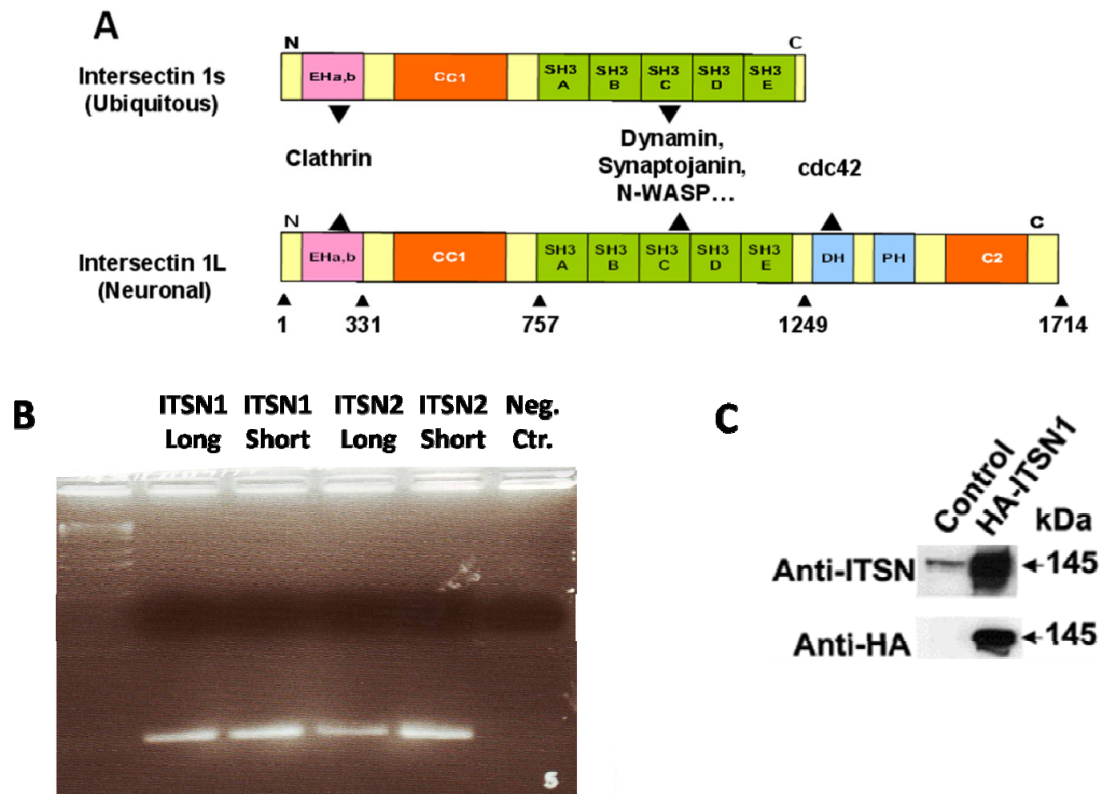 A
Intersectin 1s
(Ubiquitous)
N
C
EHa,b
CC1
SH3 A
SH3 B
SH3 C
SH3 D
SH3 E
Clathrin
Dynamin,
Synaptojanin,
N-WASP…
cdc42
Intersectin 1L
(Neuronal)
N
C
EHa,b
CC1
SH3 A
SH3 B
SH3 C
SH3 D
SH3 E
DH
PH
C2
1
331
757
1249
1714
B
ITSN1 Long
ITSN1 Short
ITSN2 Long
ITSN2 Short
Neg. Ctr.
S
C
Control
HA-ITSN1
kDa
Anti-ITSN
145
Anti-HA
145